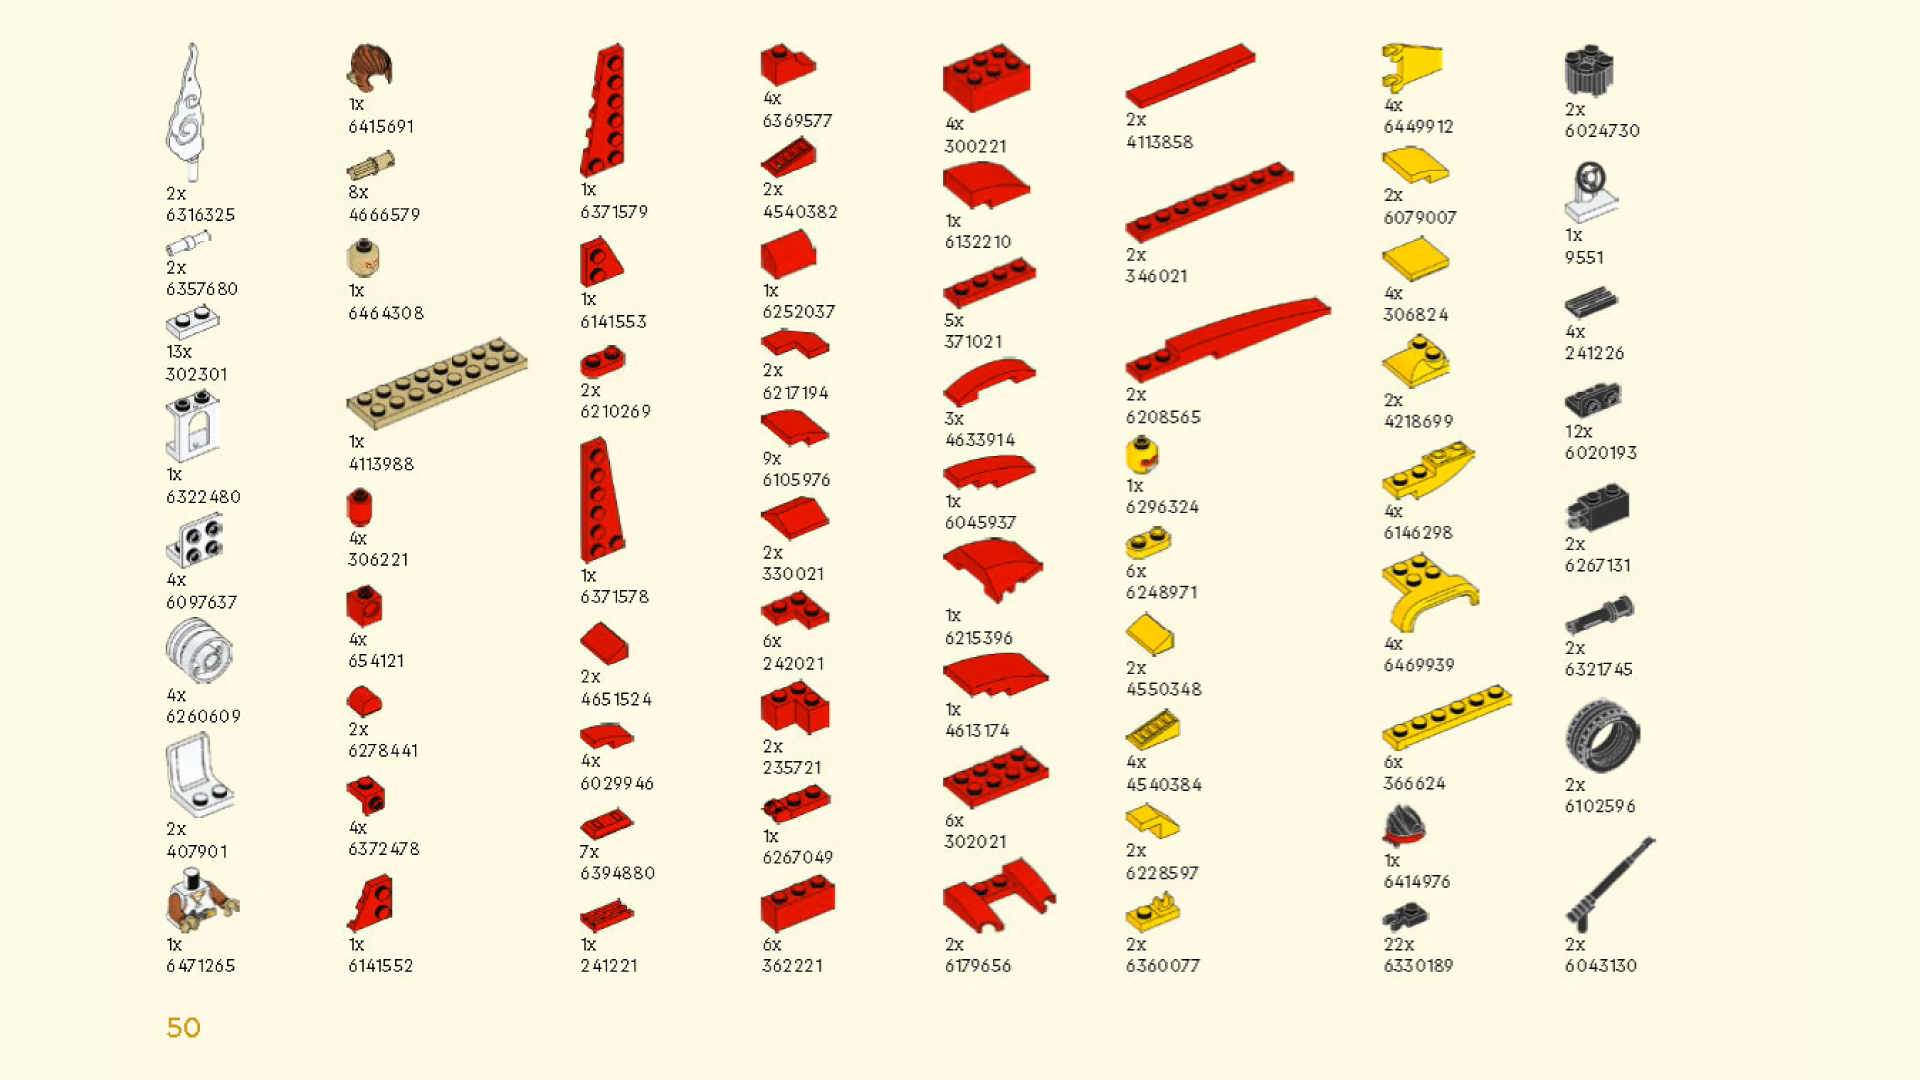 2x
6316325
2x
6357680
13x
302301
1x
6322480
4x
6097637
4x
6260609
2x
407901
1x
6471265
1x
6415691
8x
4666579
1x
6464308
1x
4113988
4x
306221
4x
654121
2x
6278441
4x
6372478
1x
6141552
1x
6371579
1x
6141553
2x
6210269
1x
6371578
2x
4651524
4x
6029946
7x
6394880
1x
241221
4x
6369577
2x
4540382
1x
6252037
2x
6217194
9x
6105976
2x
330021
6x
242021
2x
235721
1x
6267049
6x
362221
4x
300221
1x
6132210
5x
371021
3x
4633914
1x
6045937
1x
6215396
1x
4613174
6x
302021
2x
6179656
2x
4113858
2x
346021
2x
6208565
1x
6296324
6x
6248971
2x
4550348
4x
4540384
2x
6228597
2x
6360077
4x
6449912
2x
6079007
4x
306824
2x
4218699
4x
6146298
4x
6469939
6x
366624
1x
6414976
22x
6330189
2x
6024730
1x
9551
4x
241226
12x
6020193
2x
6267131
2x
6321745
2x
6102596
2x
6043130
50